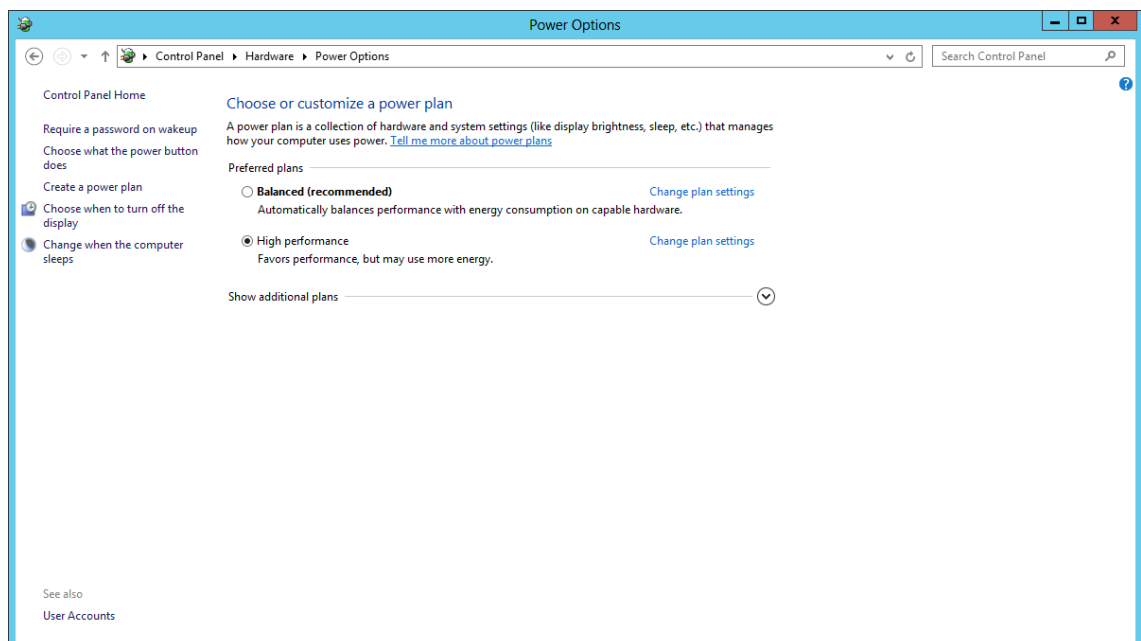 Power Options
Control Panel Hardware Power Options
Search Control Panel
Control Panel Home
Require a password on wakeup
Choose what the power button
does
Create a power plan
Choose when to turn off the
display
Change when the computer
sleeps
Choose or customize a power plan
A power plan is a collection of hardware and system settings (like display brightness, sleep, etc.) that manages
how your computer uses power. Tell me more about power plans
Preferred plans
Balanced (recommended) Change plan settings
Automatically balances performance with energy consumption on capable hardware.
High performance Change plan settings
Favors performance, but may use more energy.
Show additional plans
See also
User Accounts